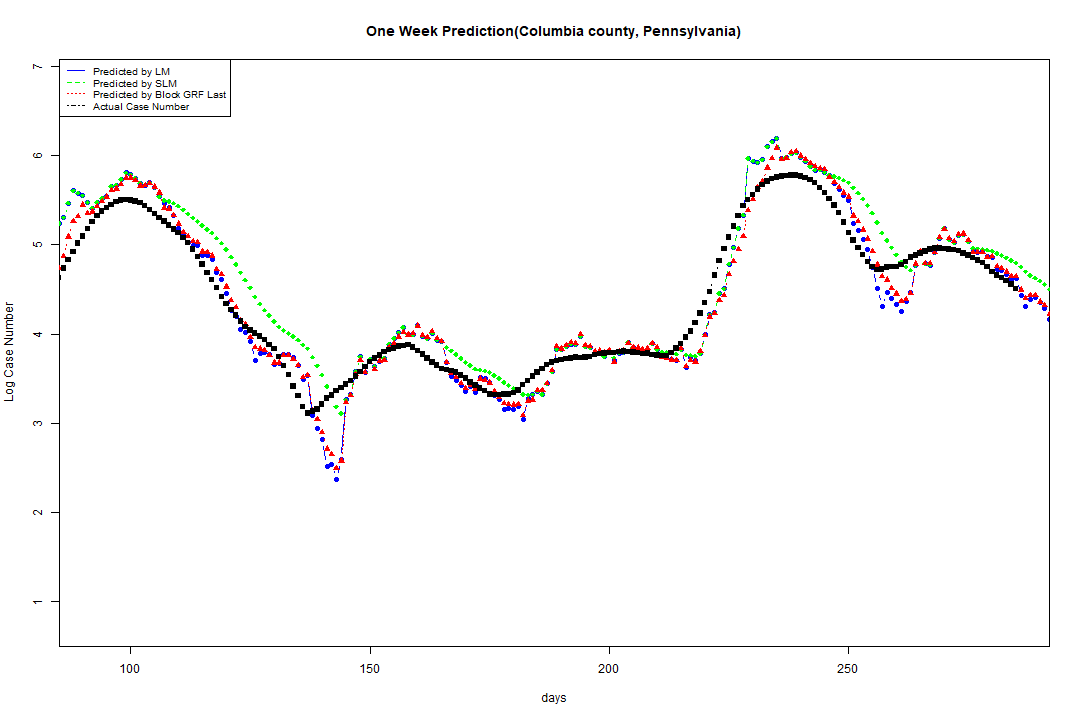 One Week Prediction(Columbia county, Pennsylvania)
Predicted by LM
Predicted by SLM
Predicted by Block GRF Last
Actual Case Number
7
6
5
4
3
2
1
Log Case Number
100 150 200 250
days